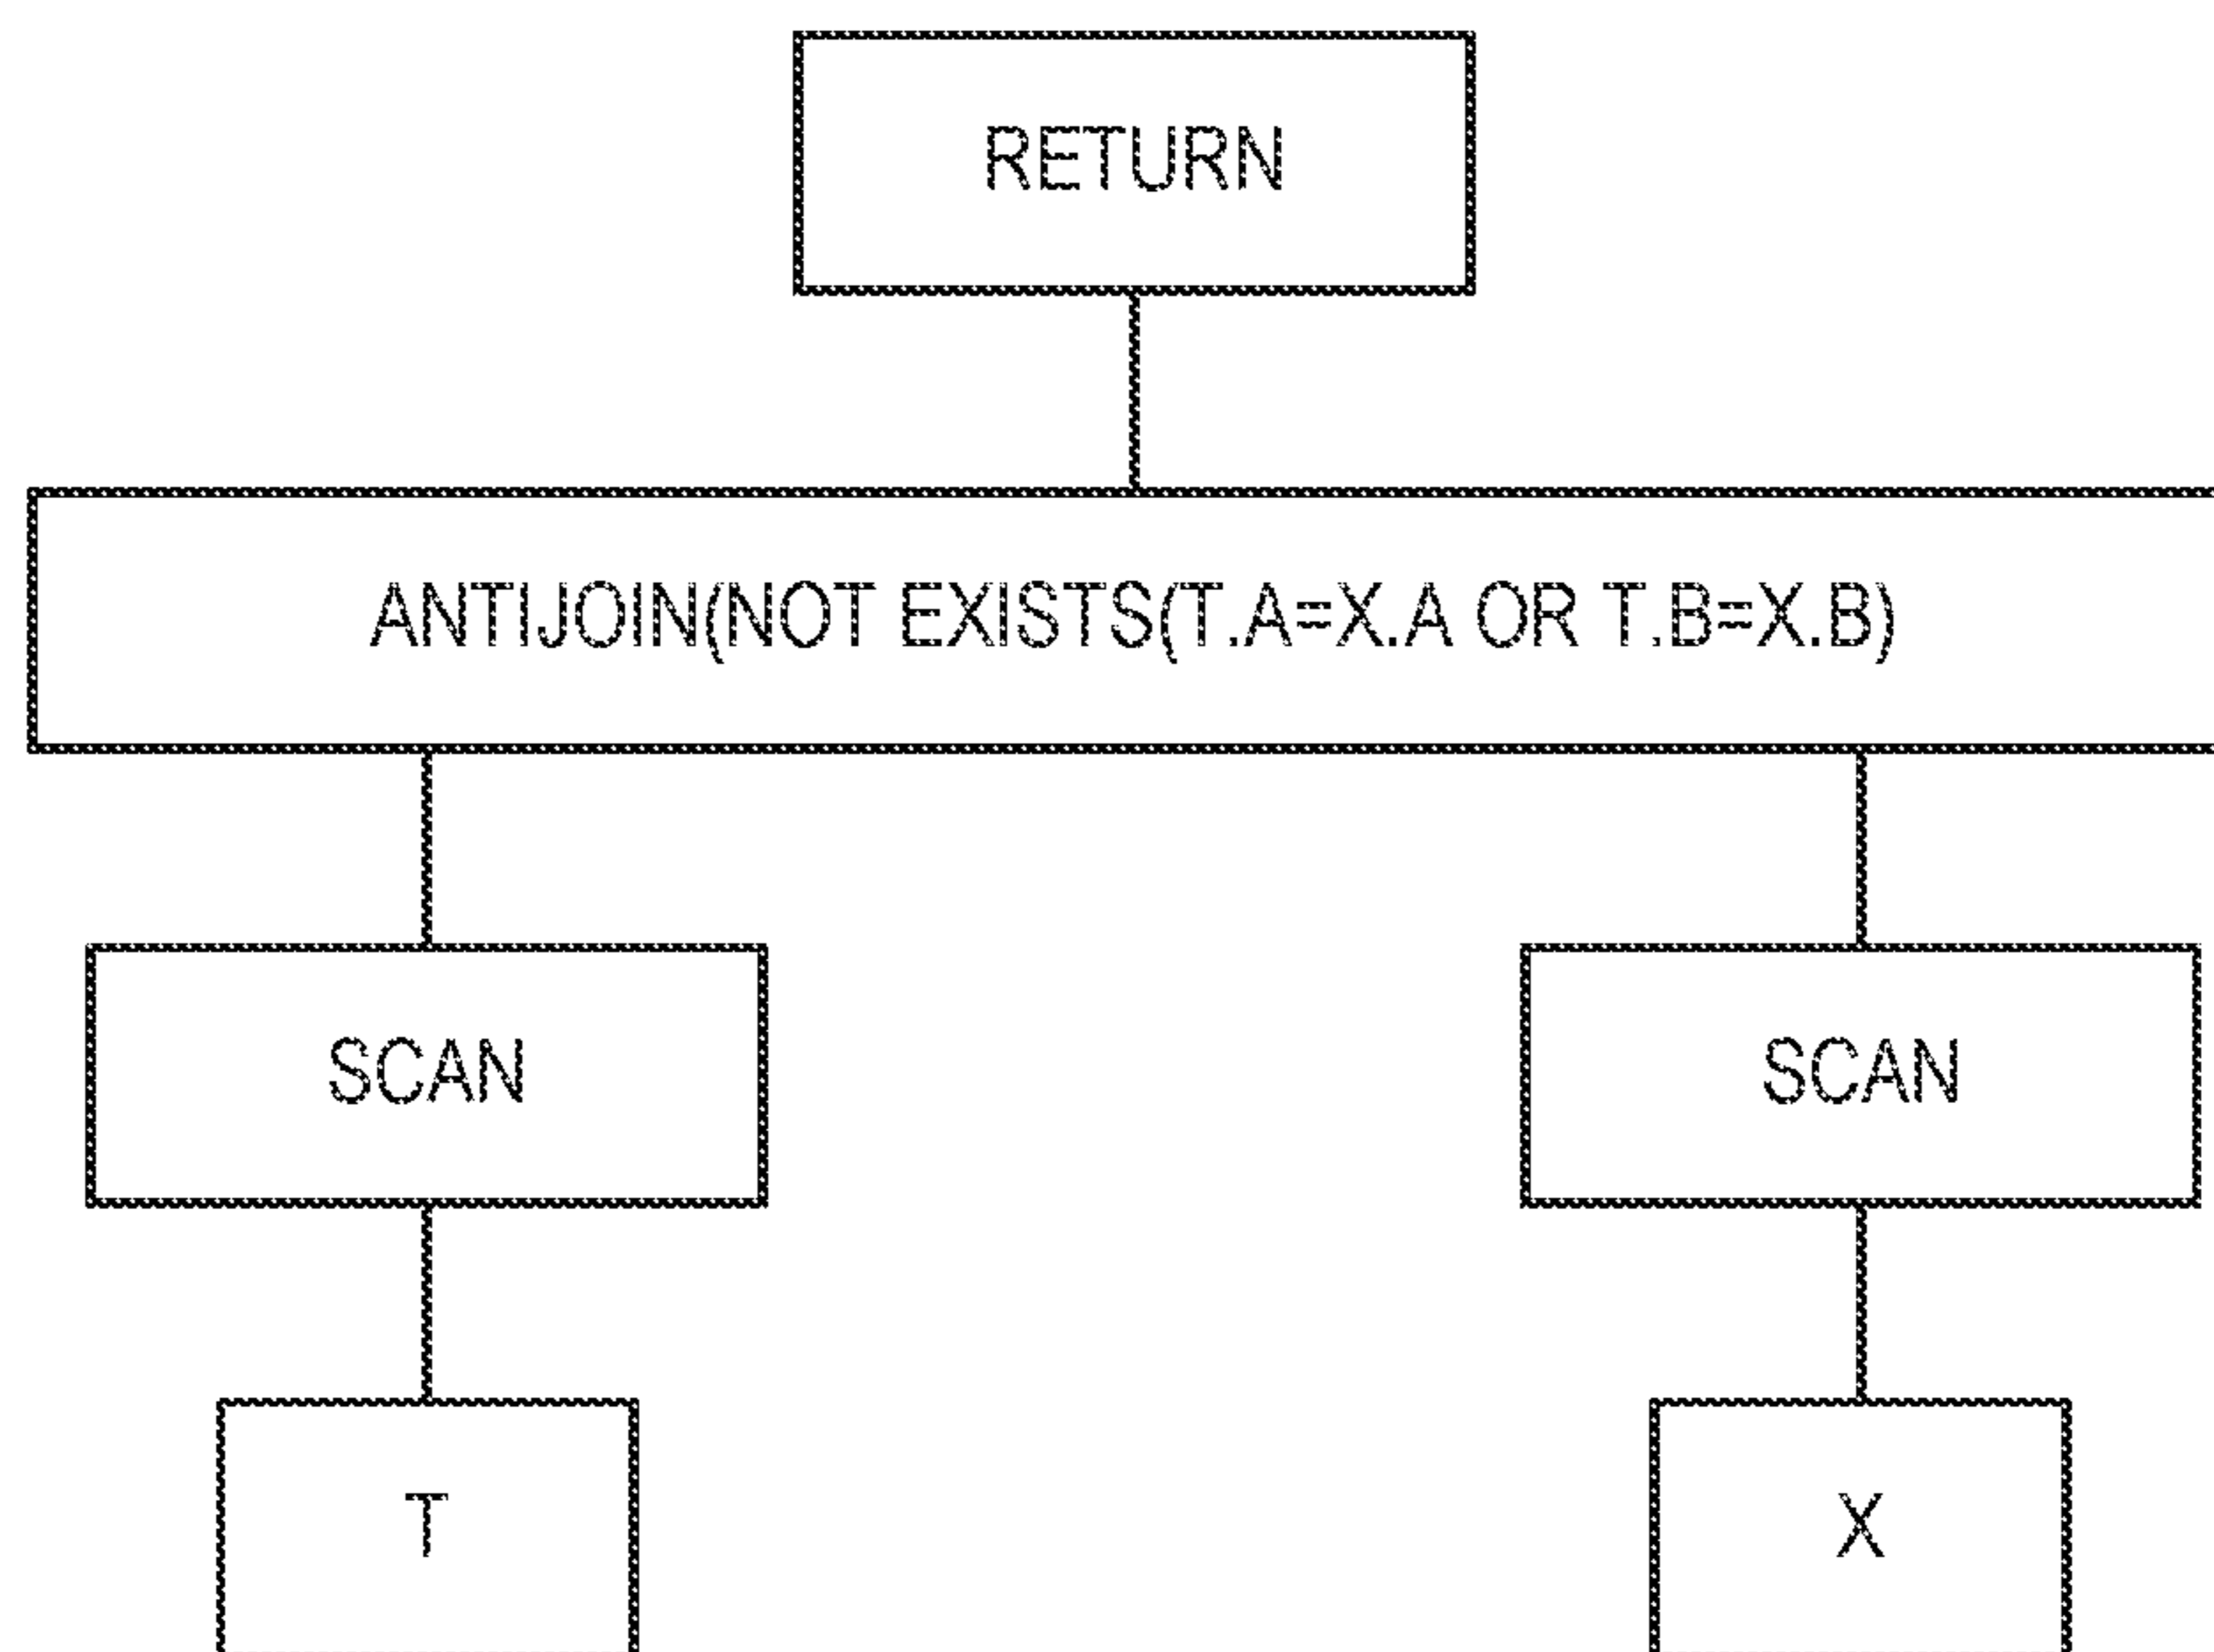 RETURN
ANTIJOIN(NOT EXISTS(T.A=X.A OR T.B=X.B)
SCAN
SCAN
T
X